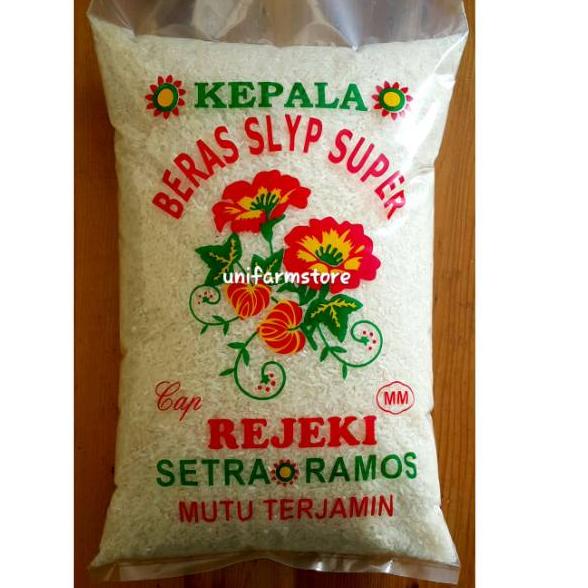 KEPALA
BERAS SLYP SUPER
unifarmstore
Cap
MM
REJEKI
SETRA RAMOS
MUTU TERJAMIN